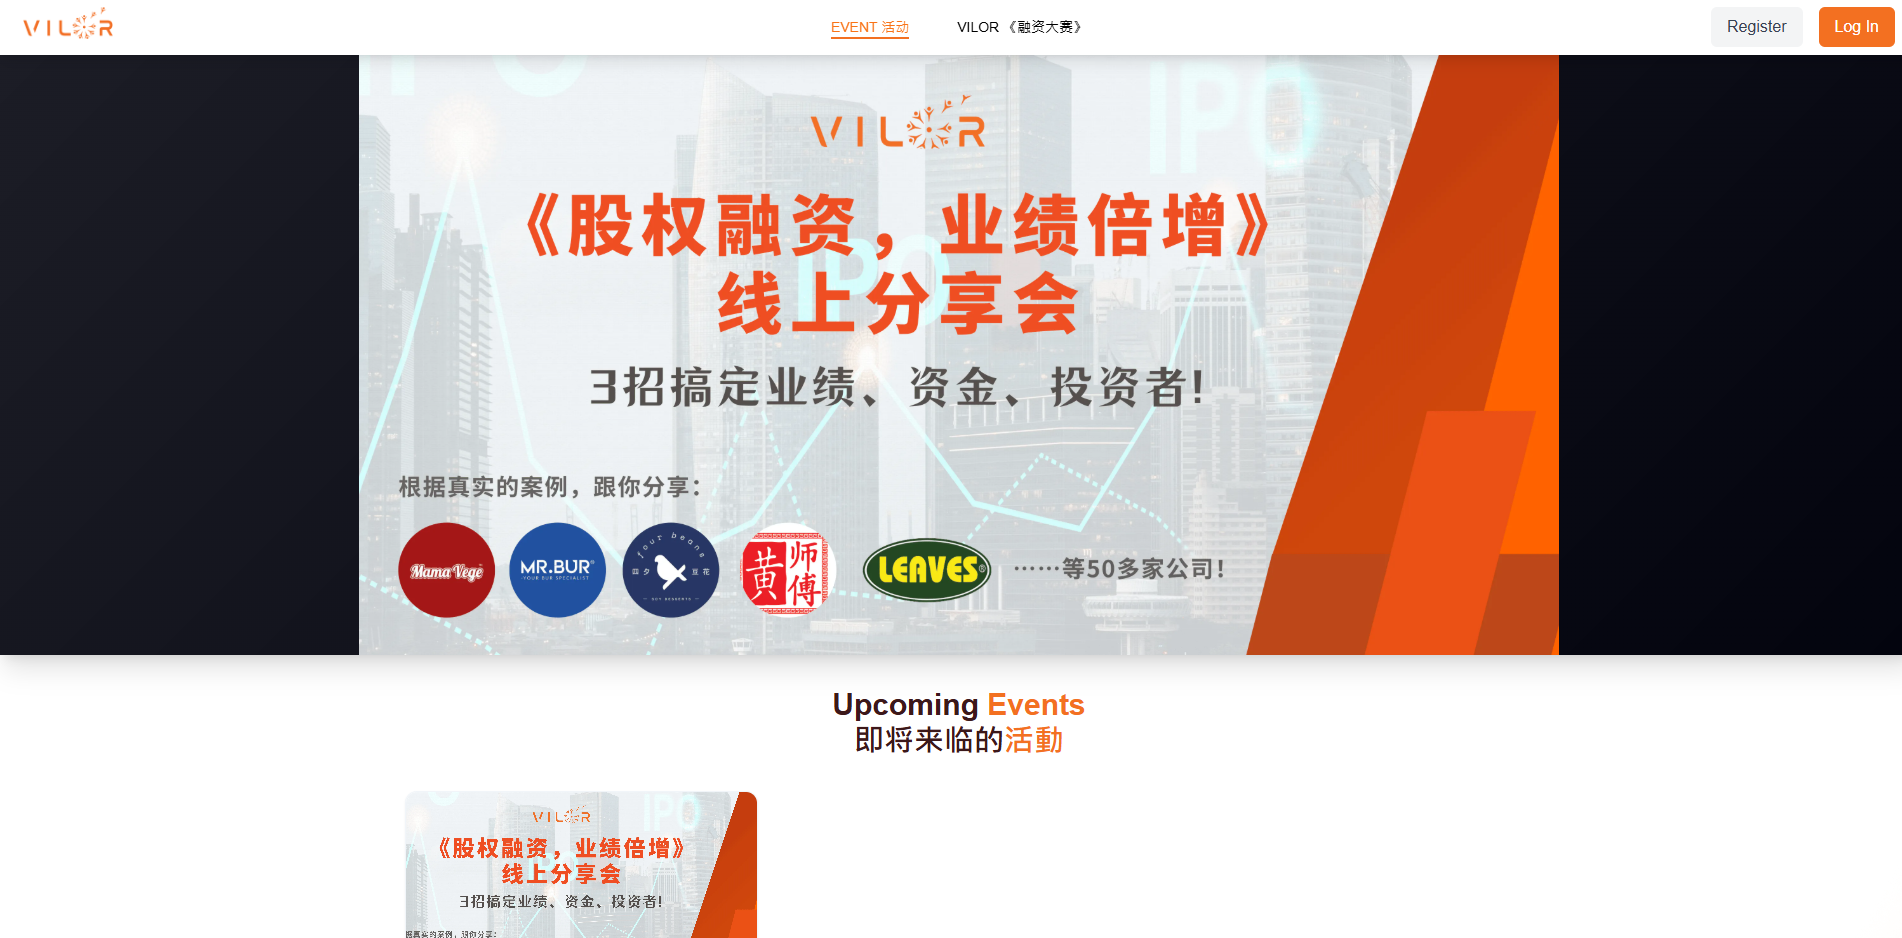 VILOR
EVENT 活动
VILOR 《融资大赛》
Register
Log In
IPO
IPO
VILOR
《股权融资，业绩倍增》
IPO
线上分享会
3招搞定业绩、资金、投资者!
根据真实的案例，跟你分享：
Mama Vege
MR.BUR®
YOUR BUR SPECIALIST
four beans
四夕豆花
SOY DESSERTS
黄师傅
LEAVES®
……等50多家公司！
Upcoming Events
即将来临的活動
IPO
VILOR
《股权融资，业绩倍增》
线上分享会
3招搞定业绩、资金、投资者!
据真实的案例，跟你分享：